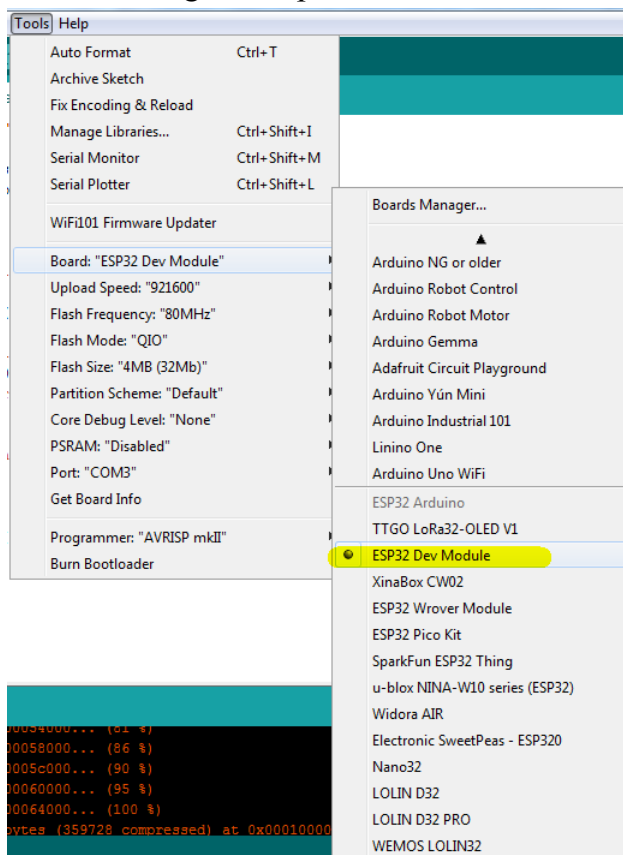 Tools Help
Auto Format Ctrl+T
Archive Sketch
Fix Encoding & Reload
Manage Libraries... Ctrl+Shift+I
Serial Monitor Ctrl+Shift+M
Serial Plotter Ctrl+Shift+L
WiFi101 Firmware Updater
Board: "ESP32 Dev Module"
Upload Speed: "921600"
Flash Frequency: "80MHz"
Flash Mode: "QIO"
Flash Size: "4MB (32Mb)"
Partition Scheme: "Default"
Core Debug Level: "None"
PSRAM: "Disabled"
Port: "COM3"
Get Board Info
Programmer: "AVRISP mkII"
Burn Bootloader
Boards Manager...
Arduino NG or older
Arduino Robot Control
Arduino Robot Motor
Arduino Gemma
Adafruit Circuit Playground
Arduino Yún Mini
Arduino Industrial 101
Linino One
Arduino Uno WiFi
ESP32 Arduino
TTGO LoRa32-OLED V1
ESP32 Dev Module
XinaBox CW02
ESP32 Wrover Module
ESP32 Pico Kit
SparkFun ESP32 Thing
u-blox NINA-W10 series (ESP32)
Widora AIR
Electronic SweetPeas - ESP320
Nano32
LOLIN D32
LOLIN D32 PRO
WEMOS LOLIN32
00054000... (81 %)
00058000... (86 %)
0005c000... (90 %)
00060000... (95 %)
00064000... (100 %)
bytes (359728 compressed) at 0x00010000